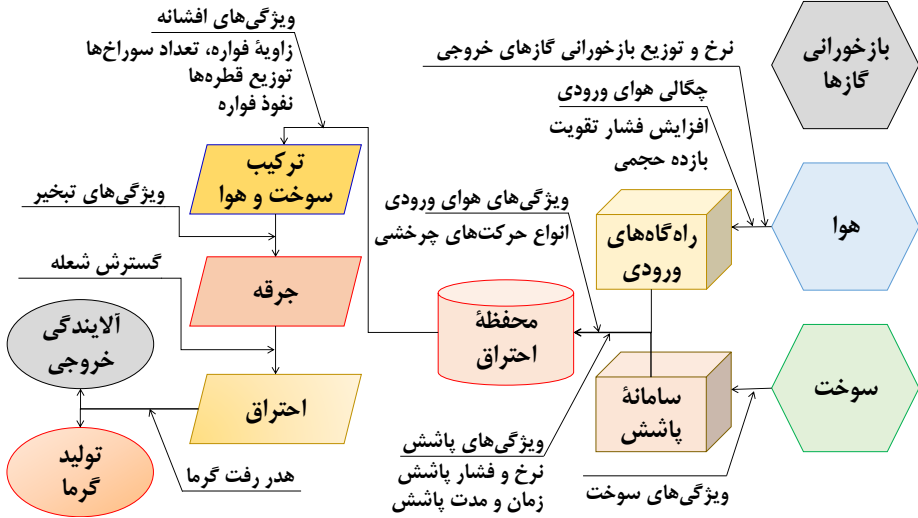 بازخورانی
گازها
نرخ و توزیع بازخورانی گازهای خروجی
چگالی هوای ورودی
افزایش فشار تقویت
بازده حجمی
هوا
راه‌گاه‌های
ورودی
سوخت
سامانهٔ
پاشش
ویژگی‌های سوخت
ویژگی‌های هوای ورودی
انواع حرکت‌های چرخشی
محفظهٔ
احتراق
ویژگی‌های پاشش
نرخ و فشار پاشش
زمان و مدت پاشش
ویژگی‌های افشانه
زاویهٔ فواره، تعداد سوراخ‌ها
توزیع قطره‌ها
نفوذ فواره
ترکیب
سوخت و هوا
ویژگی‌های تبخیر
جرقه
گسترش شعله
احتراق
هدر رفت گرما
آلایندگی
خروجی
تولید
گرما